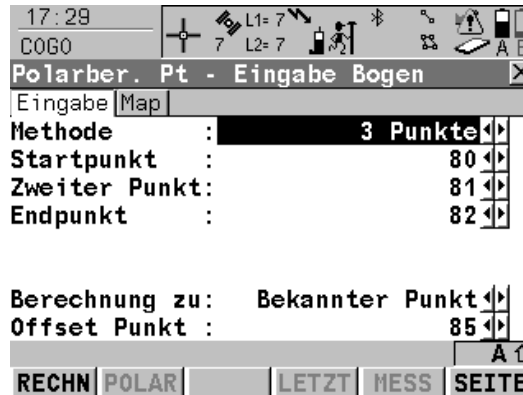 17:29
COGO
7
L1= 7
L2= 7
A
Polarber. Pt - Eingabe Bogen X
Eingabe Map
Methode : 3 Punkte
Startpunkt : 80
Zweiter Punkt: 81
Endpunkt : 82
Berechnung zu: Bekannter Punkt
Offset Punkt : 85
A
RECHN POLAR LETZT MESS SEITE